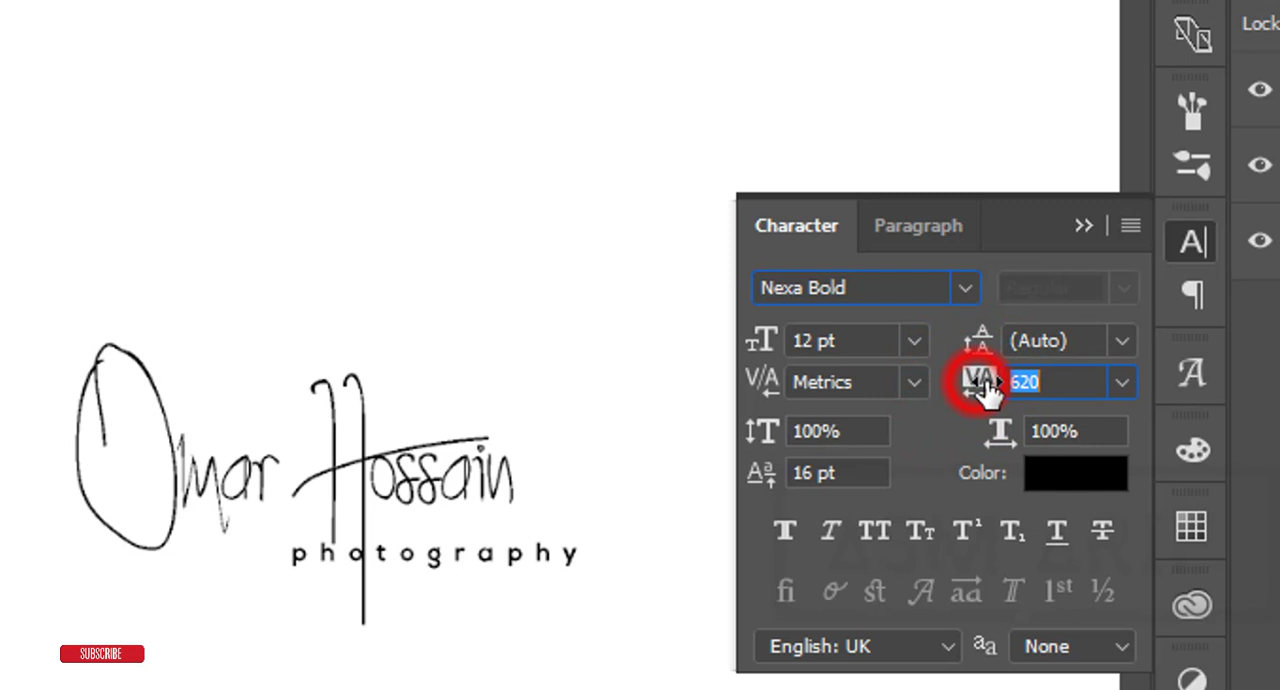 Lock
Character
Paragraph
Nexa Bold
12 pt
(Auto)
Metrics
620
100%
100%
16 pt
Color:
Omar Hossain
photography
English: UK
None
SUBSCRIBE